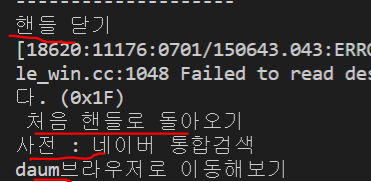 --------------------
핸들 닫기
[18620:11176:0701/150643.043:ERRO
le_win.cc:1048 Failed to read des
다. (0x1F)
처음 핸들로 돌아오기
사전 : 네이버 통합검색
daum브라우저로 이동해보기